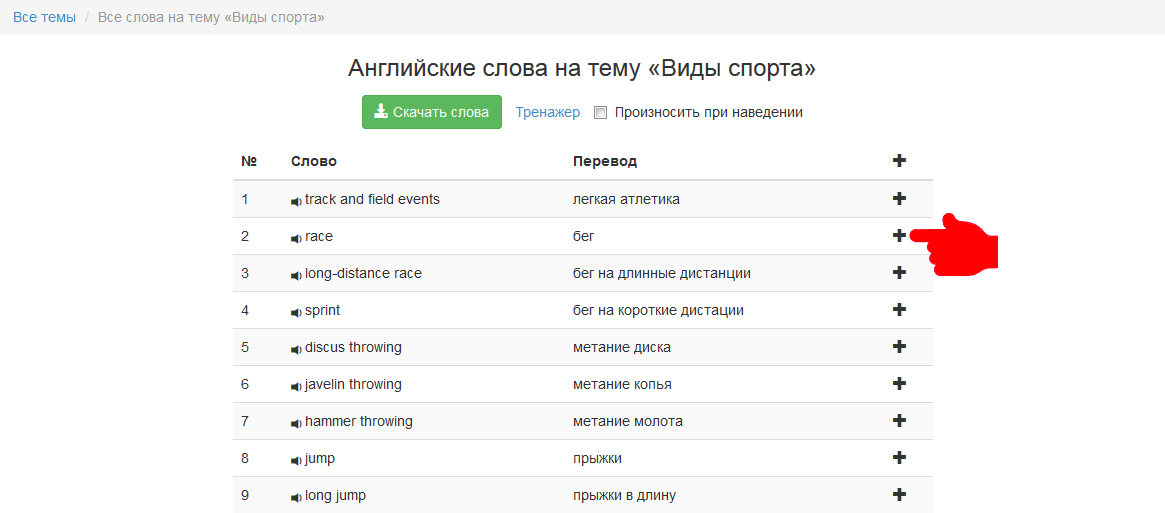 Все темы / Все слова на тему «Виды спорта»
Английские слова на тему «Виды спорта»
Скачать слова Тренажер Произносить при наведении
№ Слово Перевод
1 track and field events легкая атлетика
2 race бег
3 long-distance race бег на длинные дистанции
4 sprint бег на короткие дистации
5 discus throwing метание диска
6 javelin throwing метание копья
7 hammer throwing метание молота
8 jump прыжки
9 long jump прыжки в длину